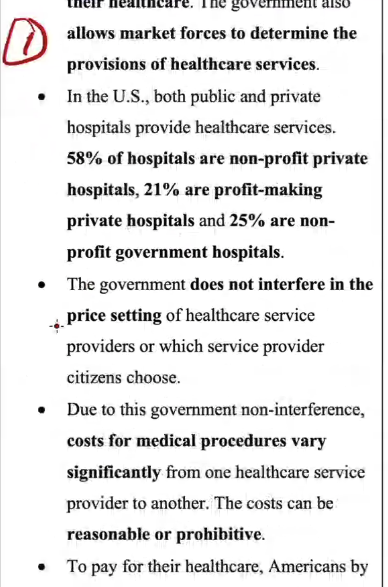 their healthcare. The government also
allows market forces to determine the
provisions of healthcare services.
• In the U.S., both public and private
hospitals provide healthcare services.
58% of hospitals are non-profit private
hospitals, 21% are profit-making
private hospitals and 25% are non-
profit government hospitals.
• The government does not interfere in the
price setting of healthcare service
providers or which service provider
citizens choose.
• Due to this government non-interference,
costs for medical procedures vary
significantly from one healthcare service
provider to another. The costs can be
reasonable or prohibitive.
• To pay for their healthcare, Americans by